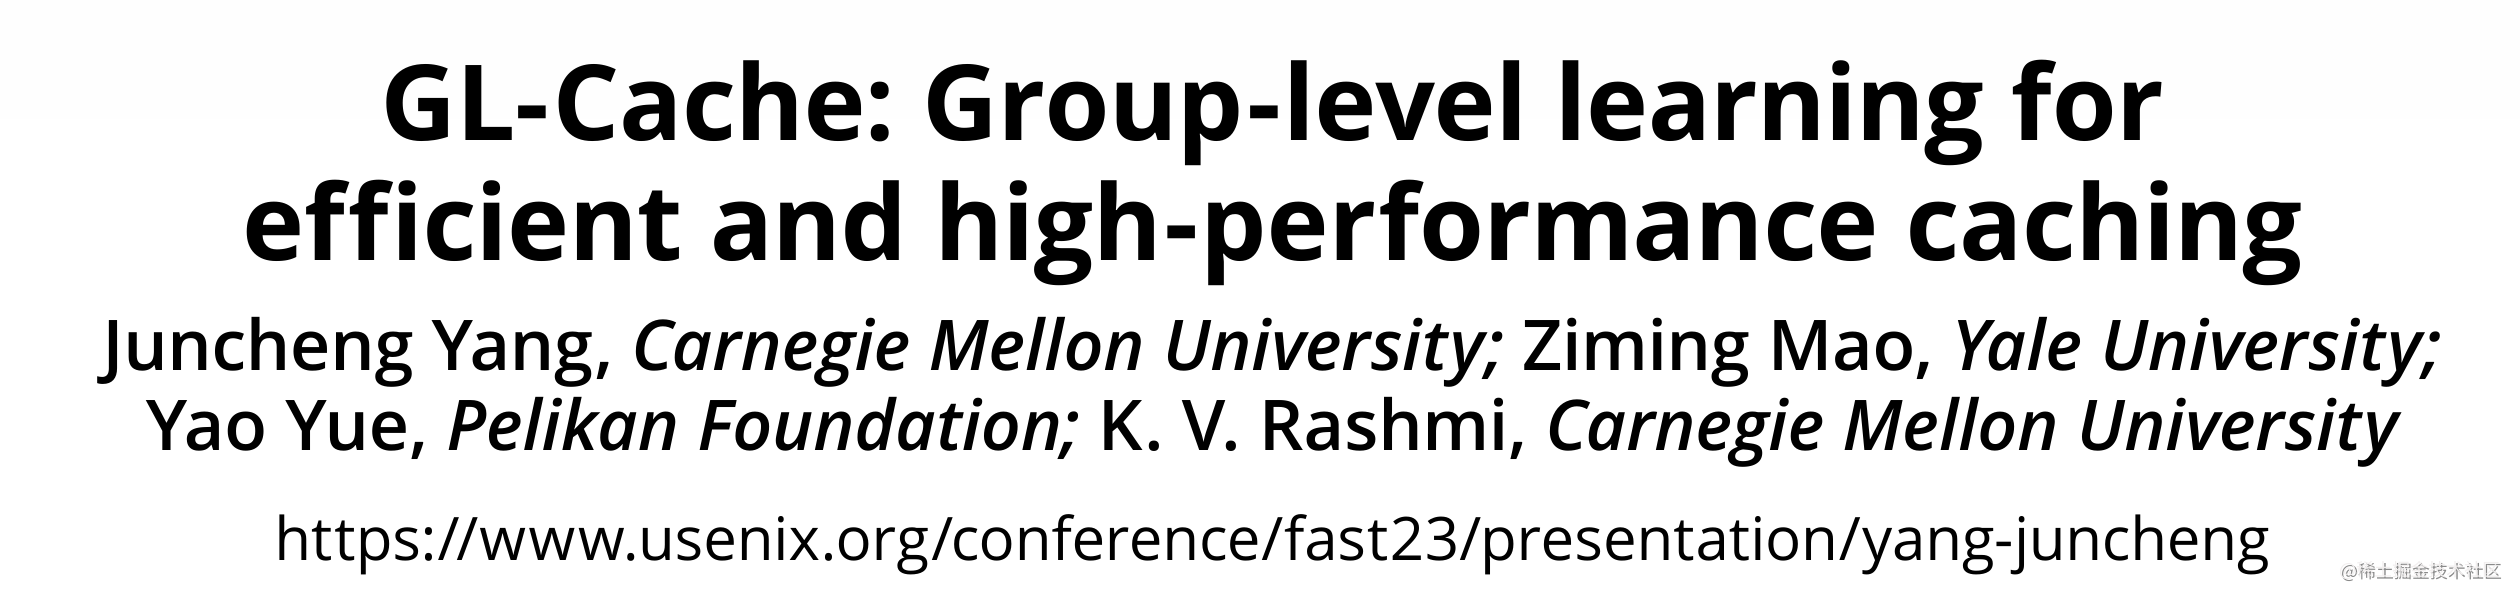 GL-Cache: Group-level learning for
efficient and high-performance caching
Juncheng Yang, Carnegie Mellon University; Ziming Mao, Yale University;
Yao Yue, Pelikan Foundation; K. V. Rashmi, Carnegie Mellon University
https://www.usenix.org/conference/fast23/presentation/yang-juncheng
@稀土掘金技术社区